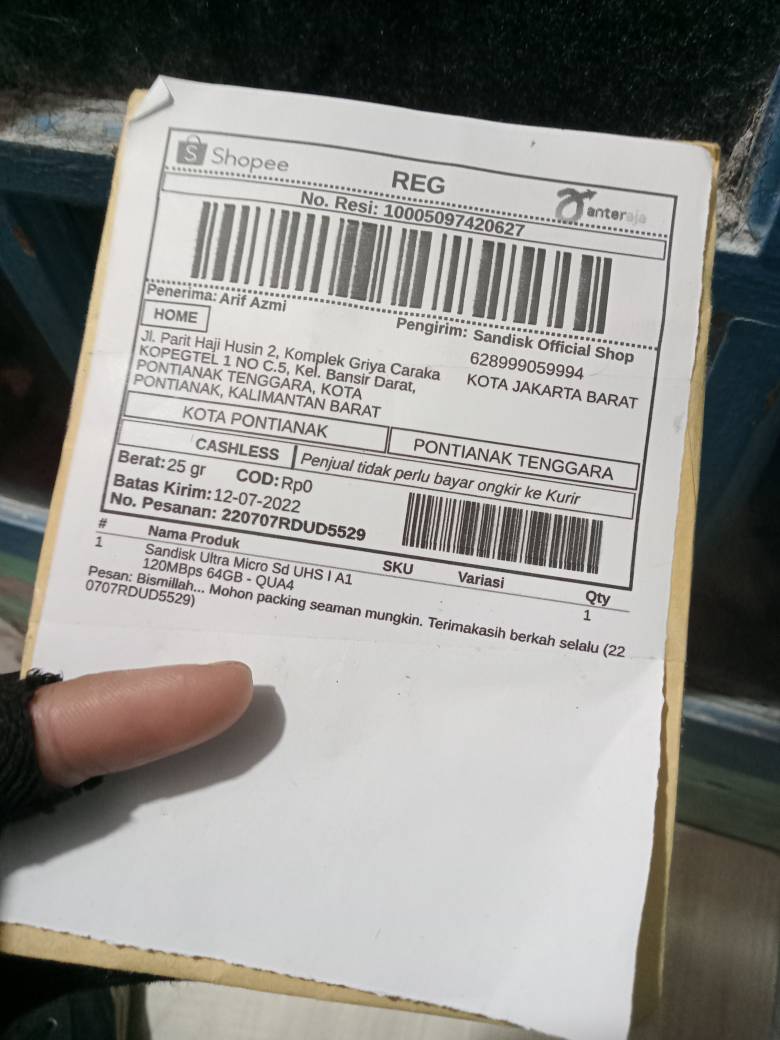 Shopee
REG
anteraja
No. Resi: 10005097420627
Penerima: Arif Azmi
Pengirim: Sandisk Official Shop
HOME
628999059994
KOTA JAKARTA BARAT
Jl. Parit Haji Husin 2, Komplek Griya Caraka
KOPEGTEL 1 NO C.5, Kel. Bansir Darat,
PONTIANAK TENGGARA, KOTA
PONTIANAK, KALIMANTAN BARAT
KOTA PONTIANAK
PONTIANAK TENGGARA
CASHLESS
Penjual tidak perlu bayar ongkir ke Kurir
Berat: 25 gr COD: Rp0
Batas Kirim: 12-07-2022
No. Pesanan: 220707RDUD5529
# Nama Produk SKU Variasi Qty
1 Sandisk Ultra Micro Sd UHS I A1 1
120MBps 64GB - QUA4
Pesan: Bismillah... Mohon packing seaman mungkin. Terimakasih berkah selalu (22
0707RDUD5529)